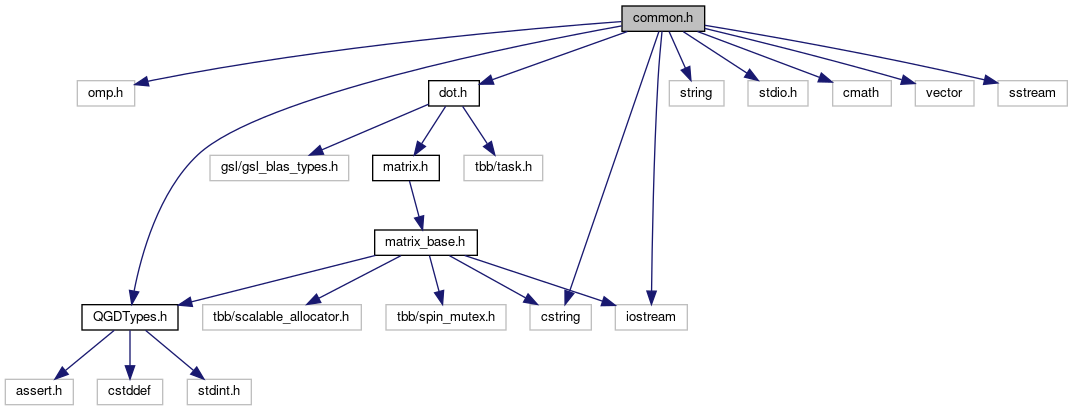 common.h
omp.h
dot.h
string
stdio.h
cmath
vector
sstream
gsl/gsl_blas_types.h
matrix.h
tbb/task.h
matrix_base.h
QGDTypes.h
tbb/scalable_allocator.h
tbb/spin_mutex.h
cstring
iostream
assert.h
cstddef
stdint.h